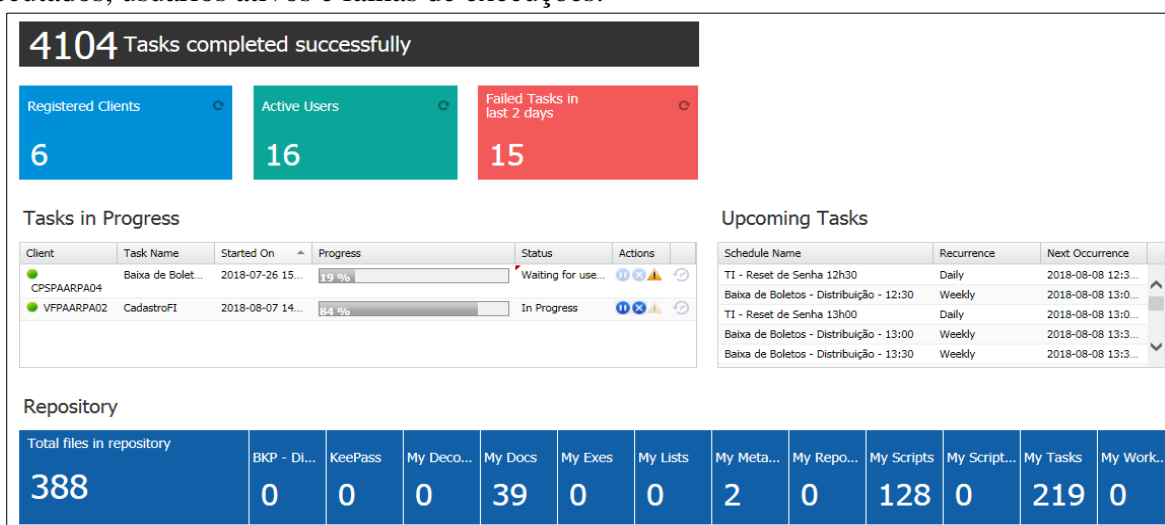 executados, usuários ativos e falhas de execuções.
4104 Tasks completed successfully
Registered Clients
6
Active Users
16
Failed Tasks in
last 2 days
15
Tasks in Progress
Client Task Name Started On Progress Status Actions
CPSPAARPA04 Baixa de Bolet... 2018-07-26 15... 19 % Waiting for use...
VFPAARPA02 CadastroFI 2018-08-07 14... 84 % In Progress
Upcoming Tasks
Schedule Name Recurrence Next Occurrence
TI - Reset de Senha 12h30 Daily 2018-08-08 12:3...
Baixa de Boletos - Distribuição - 12:30 Weekly 2018-08-08 13:0...
TI - Reset de Senha 13h00 Daily 2018-08-08 13:0...
Baixa de Boletos - Distribuição - 13:00 Weekly 2018-08-08 13:3...
Baixa de Boletos - Distribuição - 13:30 Weekly 2018-08-08 13:3...
Repository
Total files in repository
388
BKP - Di... KeePass My Deco... My Docs My Exes My Lists My Meta... My Repo... My Scripts My Script... My Tasks My Work...
0 0 0 39 0 0 2 0 128 0 219 0